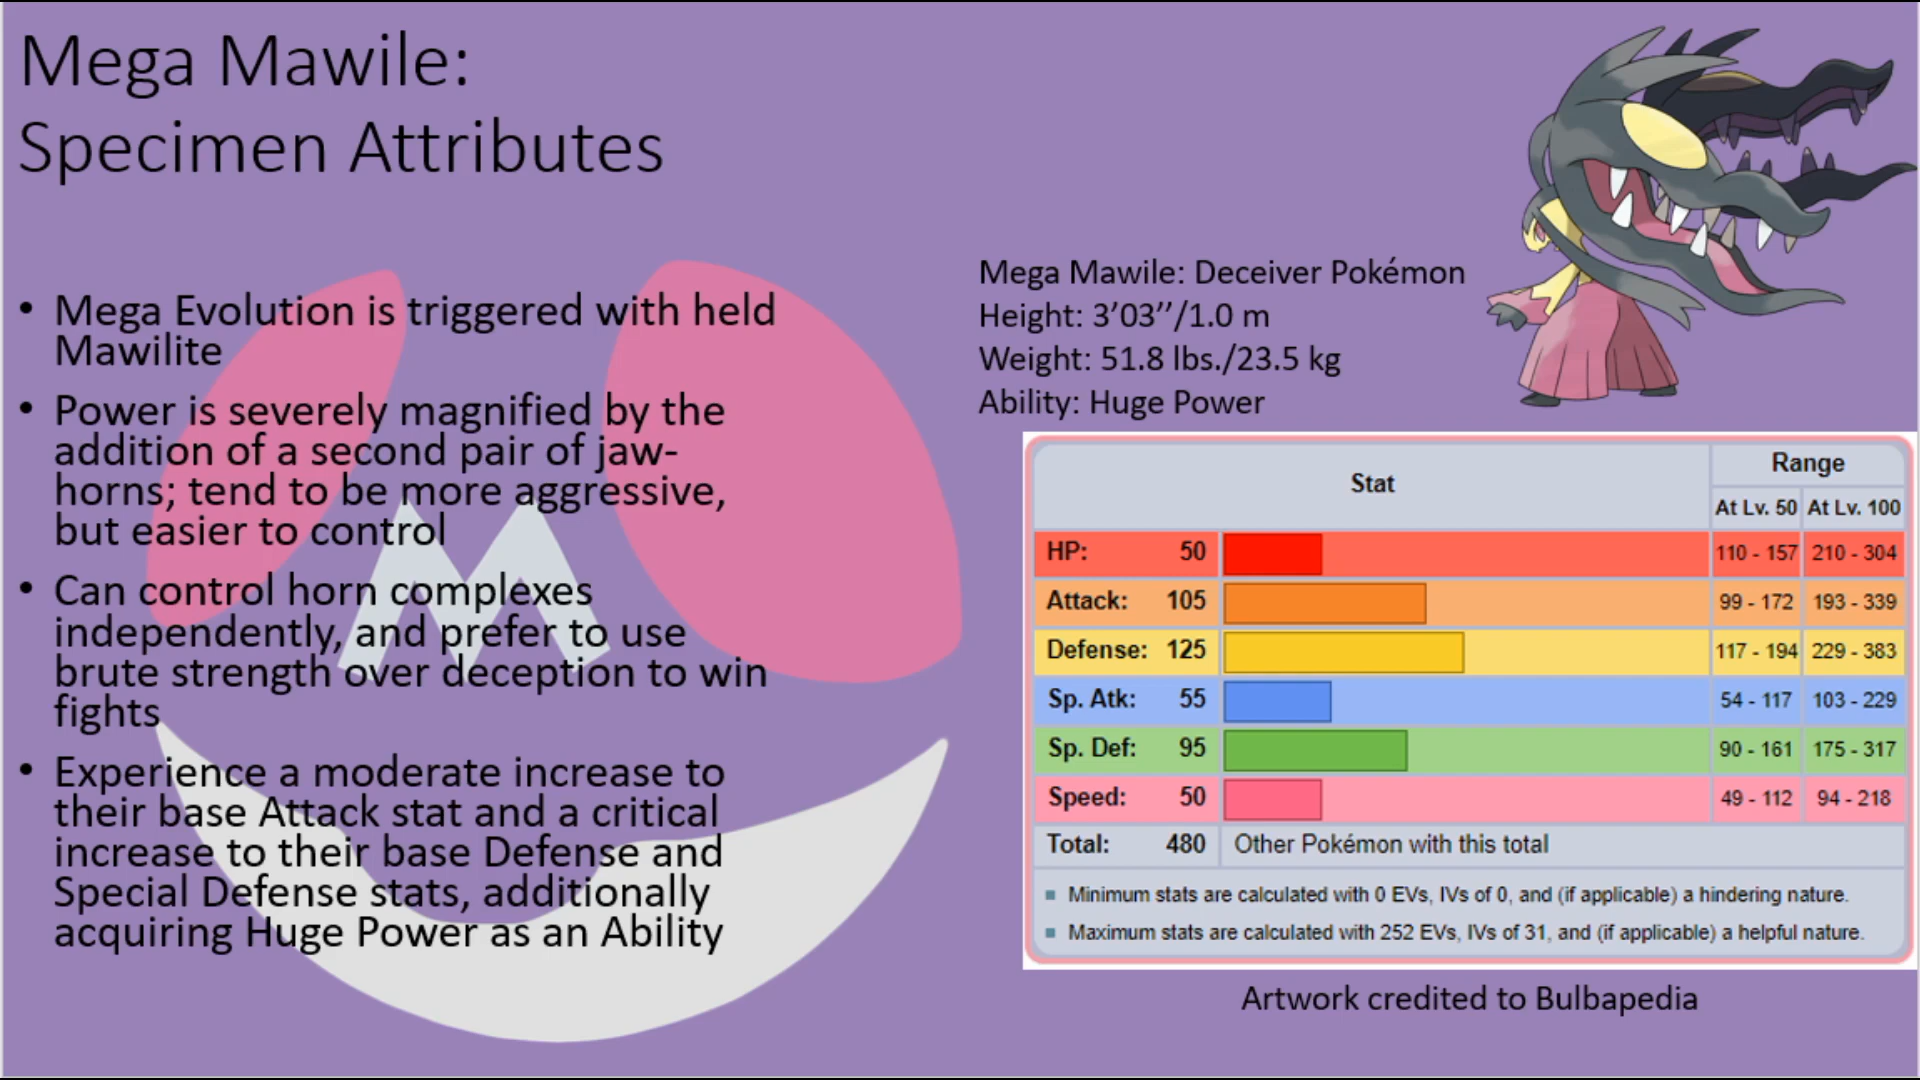 Mega Mawile:
Specimen Attributes
• Mega Evolution is triggered with held
Mawilite
• Power is severely magnified by the
addition of a second pair of jaw-
horns; tend to be more aggressive,
but easier to control
• Can control horn complexes
independently, and prefer to use
brute strength over deception to win
fights
• Experience a moderate increase to
their base Attack stat and a critical
increase to their base Defense and
Special Defense stats, additionally
acquiring Huge Power as an Ability
M
Mega Mawile: Deceiver Pokémon
Height: 3’03’’/1.0 m
Weight: 51.8 lbs./23.5 kg
Ability: Huge Power
Stat Range
At Lv. 50 At Lv. 100
HP: 50 110 - 157 210 - 304
Attack: 105 99 - 172 193 - 339
Defense: 125 117 - 194 229 - 383
Sp. Atk: 55 54 - 117 103 - 229
Sp. Def: 95 90 - 161 175 - 317
Speed: 50 49 - 112 94 - 218
Total: 480 Other Pokémon with this total
Minimum stats are calculated with 0 EVs, IVs of 0, and (if applicable) a hindering nature.
Maximum stats are calculated with 252 EVs, IVs of 31, and (if applicable) a helpful nature.
Artwork credited to Bulbapedia